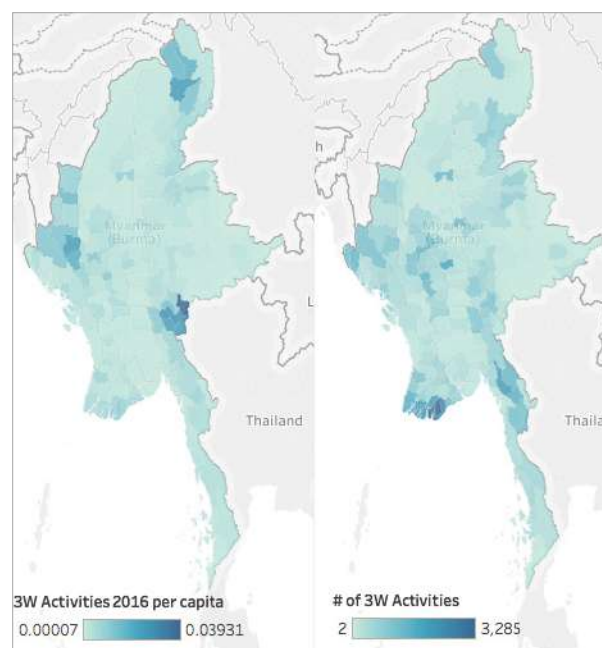 Myanmar
(Burma)
Thailand
L
3W Activities 2016 per capita
0.00007 0.03931
h
Myanmar
(Burma)
L
Thaila
# of 3W Activities
2 3,285